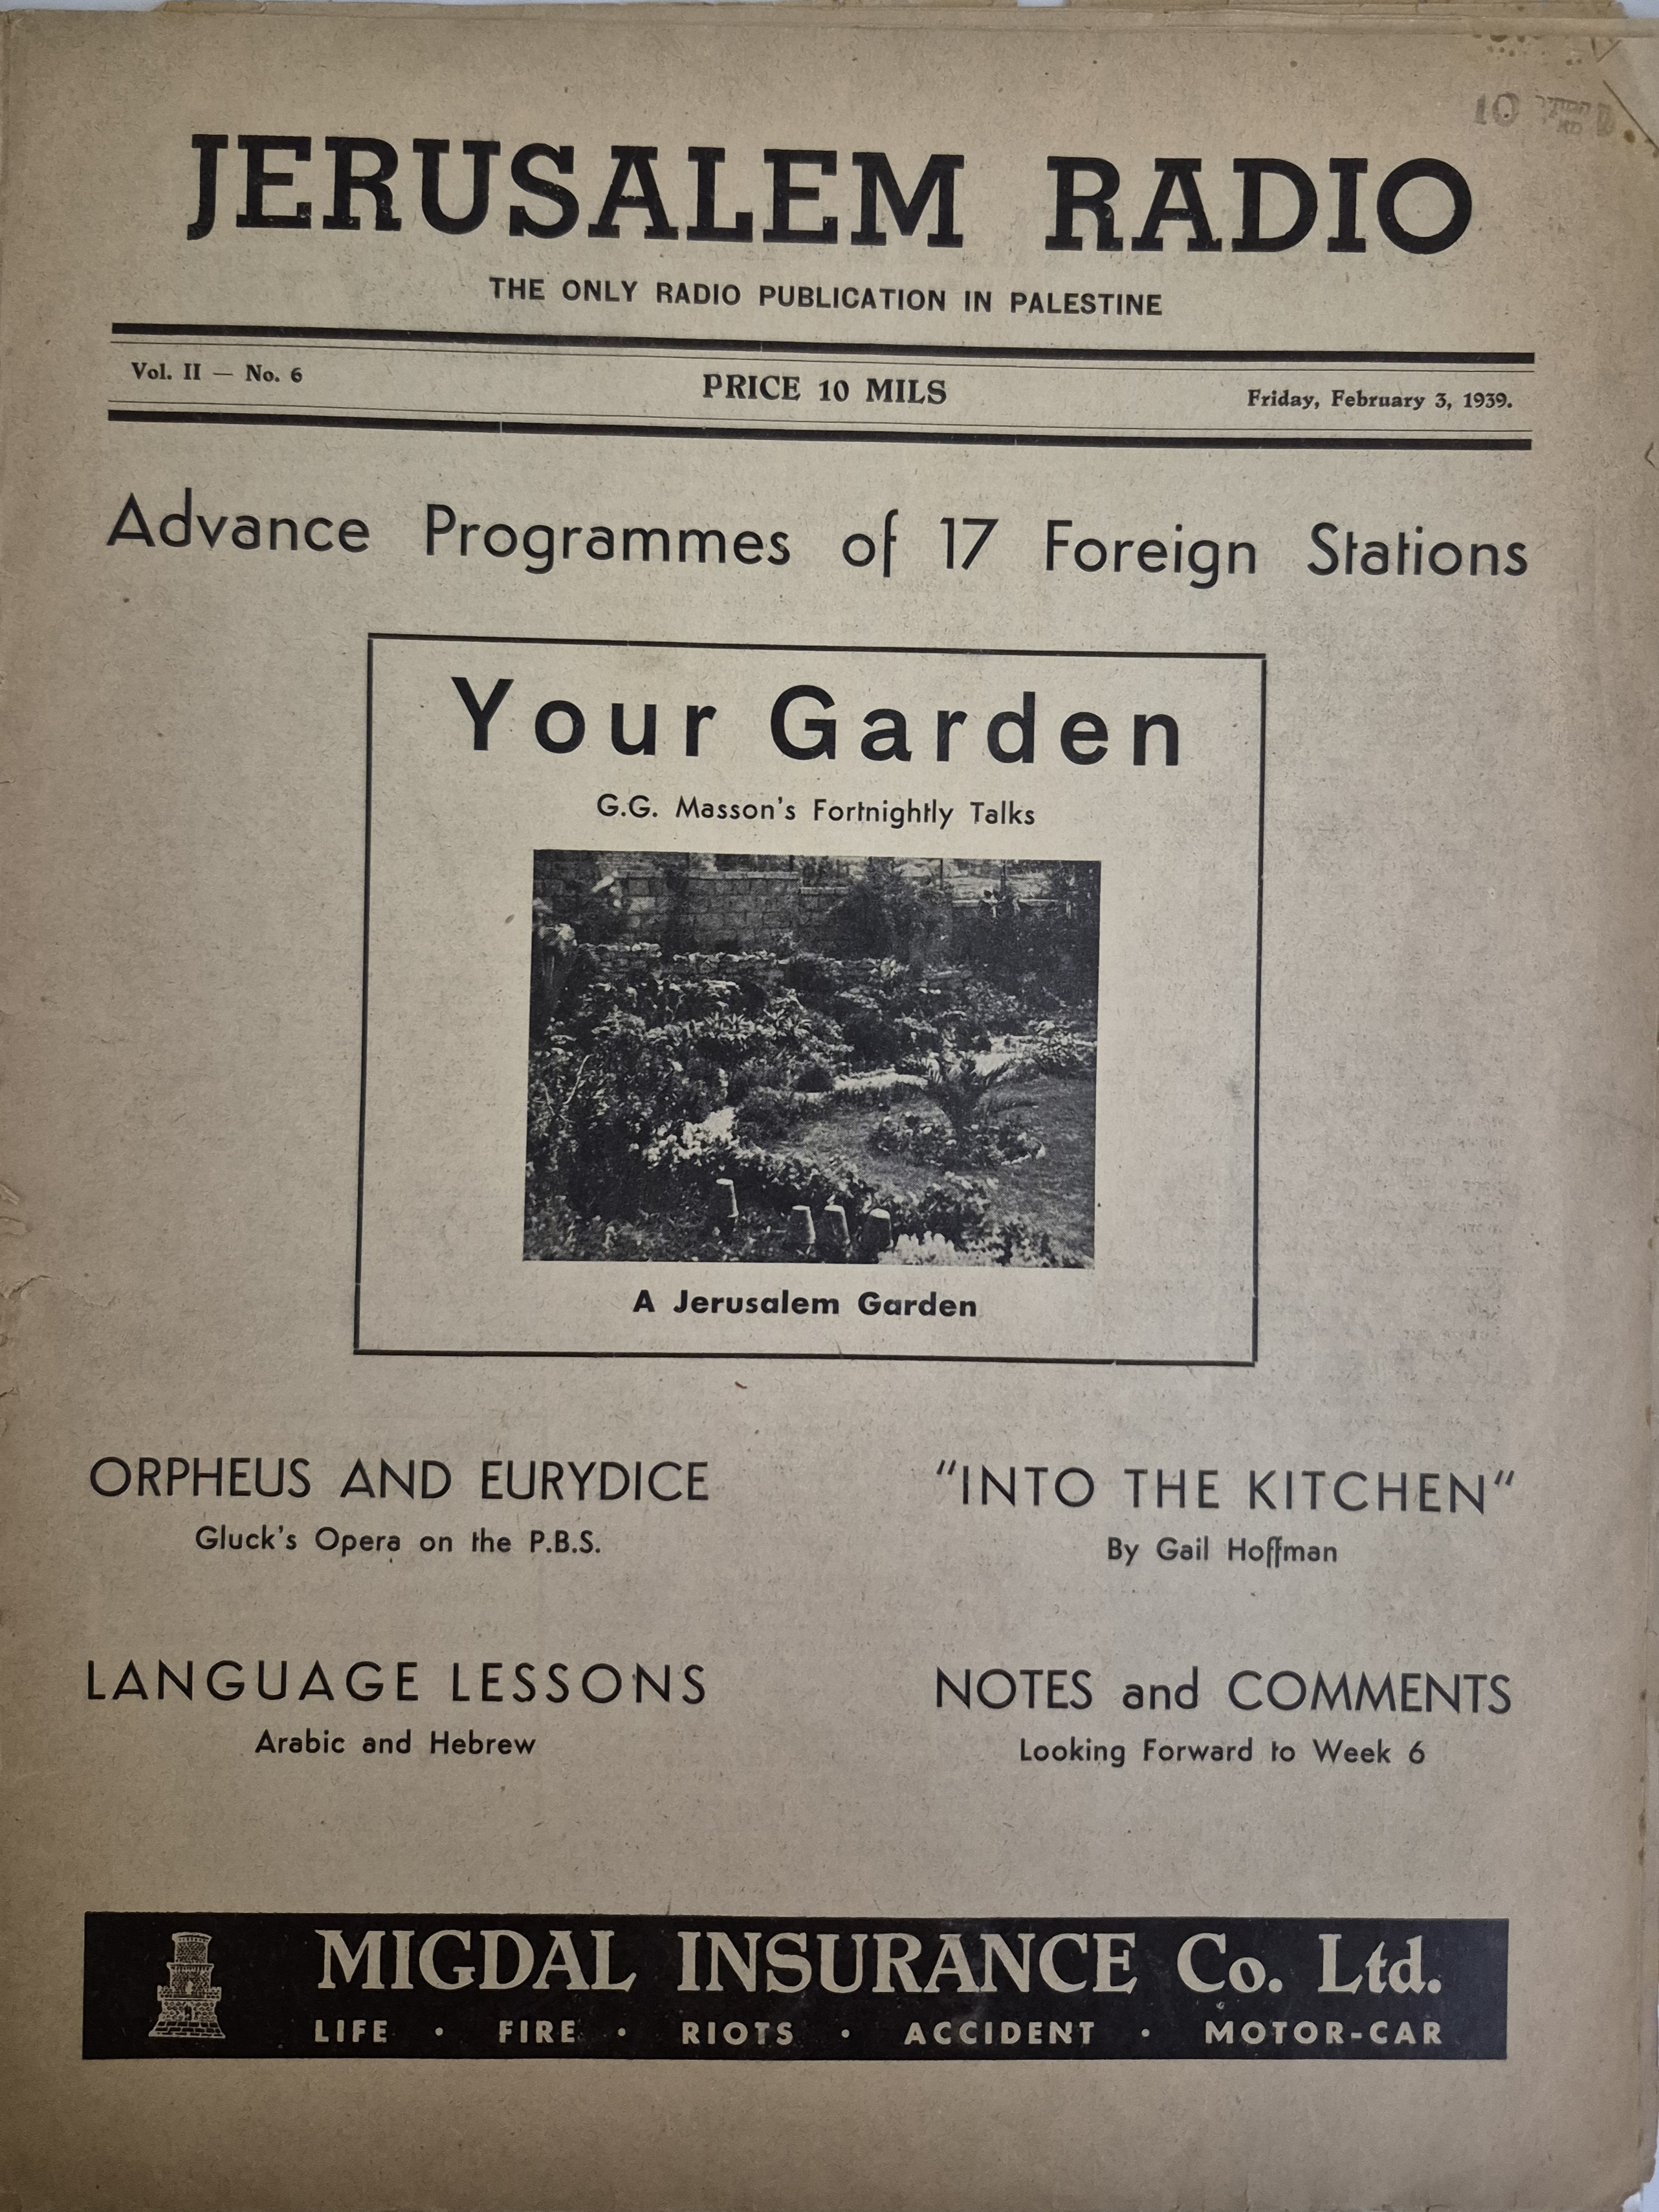 10
JERUSALEM RADIO
THE ONLY RADIO PUBLICATION IN PALESTINE
Vol. II — No. 6
PRICE 10 MILS
Friday, February 3, 1939.
Advance Programmes of 17 Foreign Stations
Your Garden
G.G. Masson's Fortnightly Talks
A Jerusalem Garden
ORPHEUS AND EURYDICE
Gluck's Opera on the P.B.S.
"INTO THE KITCHEN"
By Gail Hoffman
LANGUAGE LESSONS
Arabic and Hebrew
NOTES and COMMENTS
Looking Forward to Week 6
MIGDAL INSURANCE Co. Ltd.
LIFE · FIRE · RIOTS · ACCIDENT · MOTOR-CAR